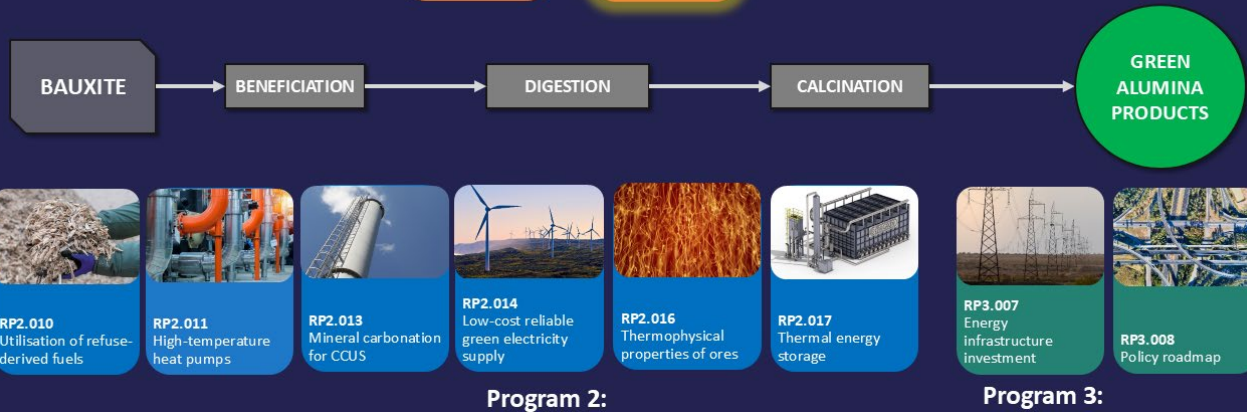 BAUXITE
BENEFICIATION
DIGESTION
CALCINATION
GREEN
ALUMINA
PRODUCTS
RP2.010
Utilisation of refuse-
derived fuels
RP2.011
High-temperature
heat pumps
RP2.013
Mineral carbonation
for CCUS
RP2.014
Low-cost reliable
green electricity
supply
RP2.016
Thermophysical
properties of ores
RP2.017
Thermal energy
storage
RP3.007
Energy
infrastructure
investment
RP3.008
Policy roadmap
Program 2:
Program 3: